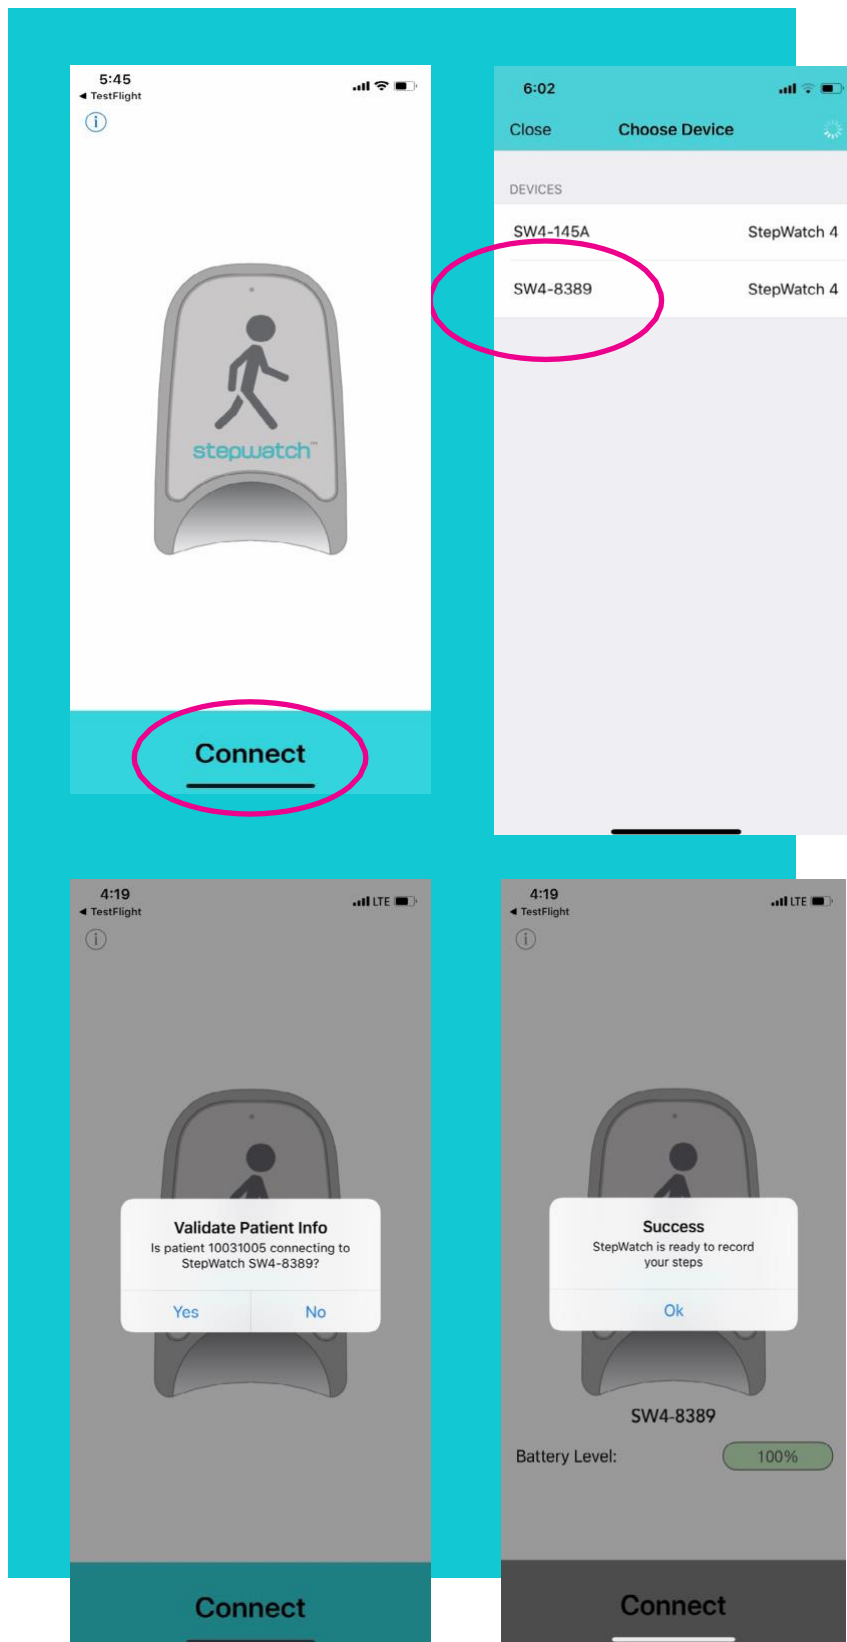 5:45
◀ TestFlight
i
stepwatch™
Connect
6:02
Close Choose Device
DEVICES
SW4-145A StepWatch 4
SW4-8389 StepWatch 4
4:19
LTE
◀ TestFlight
i
Validate Patient Info
Is patient 10031005 connecting to
StepWatch SW4-8389?
Yes No
Connect
4:19
LTE
◀ TestFlight
i
Success
StepWatch is ready to record
your steps
Ok
SW4-8389
Battery Level: 100%
Connect